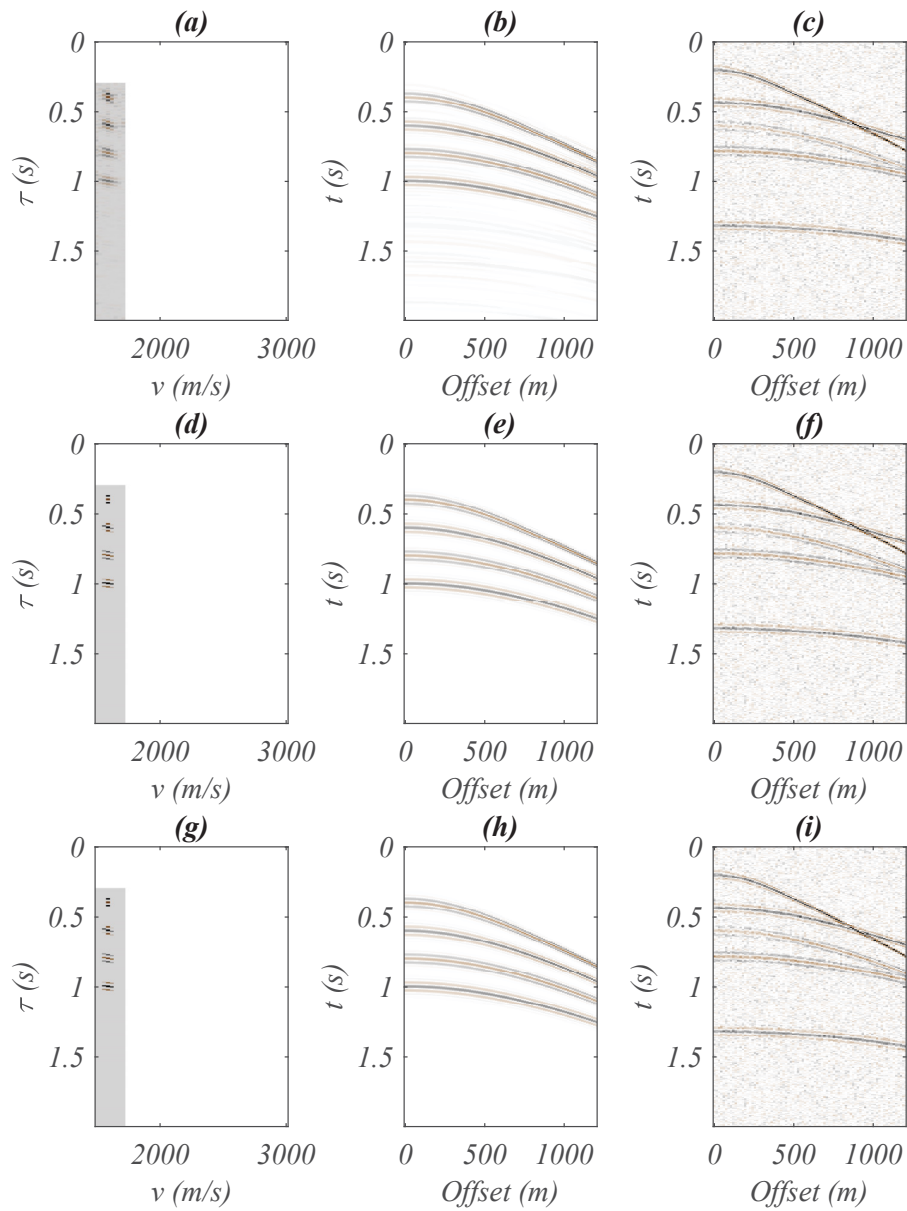 (a) (b) (c)
0 0 0
0.5 0.5 0.5
1 1 1
1.5 1.5 1.5
τ (s) t (s) t (s)
2000 3000 0 500 1000 0 500 1000
v (m/s) Offset (m) Offset (m)
(d) (e) (f)
0 0 0
0.5 0.5 0.5
1 1 1
1.5 1.5 1.5
τ (s) t (s) t (s)
2000 3000 0 500 1000 0 500 1000
v (m/s) Offset (m) Offset (m)
(g) (h) (i)
0 0 0
0.5 0.5 0.5
1 1 1
1.5 1.5 1.5
τ (s) t (s) t (s)
2000 3000 0 500 1000 0 500 1000
v (m/s) Offset (m) Offset (m)